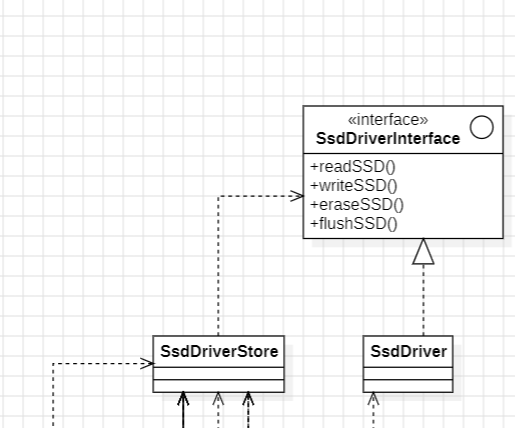 «interface»
SsdDriverInterface
+readSSD()
+writeSSD()
+eraseSSD()
+flushSSD()
SsdDriverStore
SsdDriver